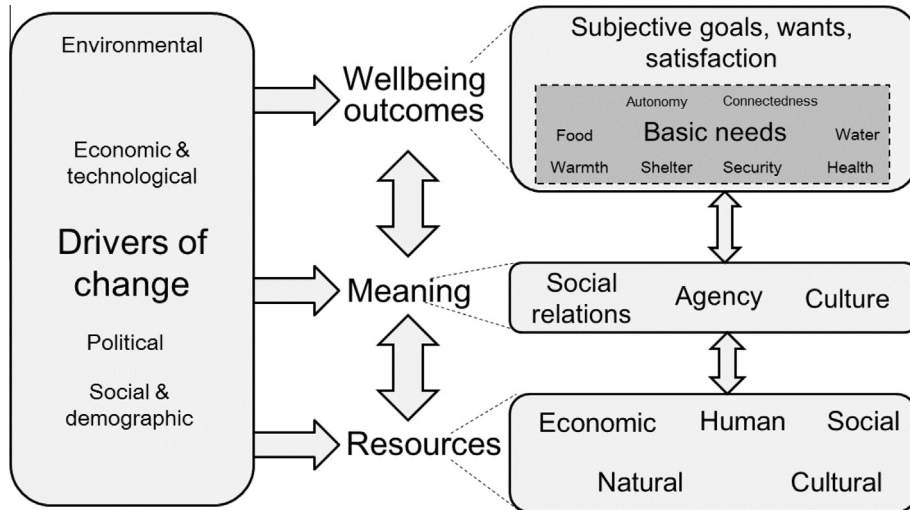 Environmental
Economic &
technological
Drivers of
change
Political
Social &
demographic
Wellbeing
outcomes
Meaning
Resources
Subjective goals, wants,
satisfaction
Autonomy Connectedness
Food Basic needs Water
Warmth Shelter Security Health
Social
relations
Agency
Culture
Economic Human Social
Natural Cultural